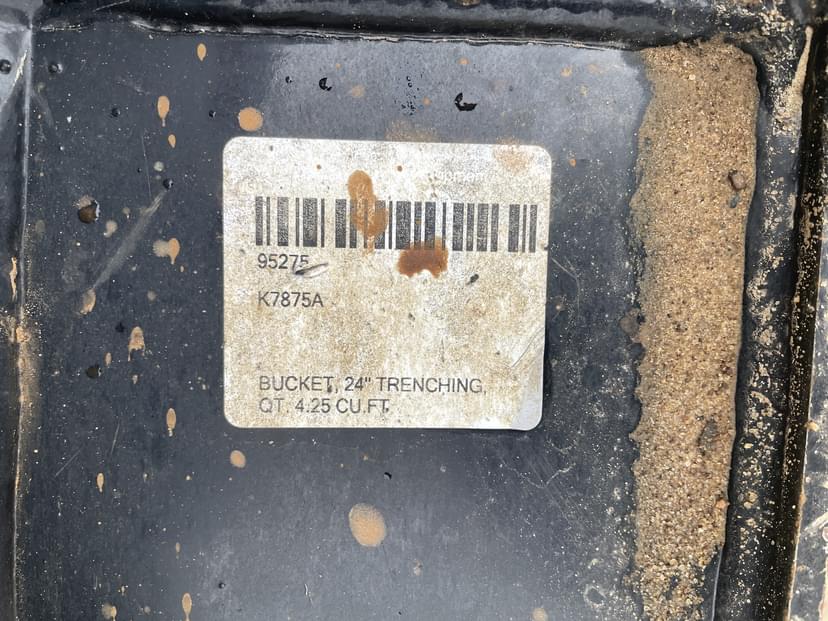 95275
K7875A
BUCKET, 24" TRENCHING,
QT, 4.25 CU.FT.